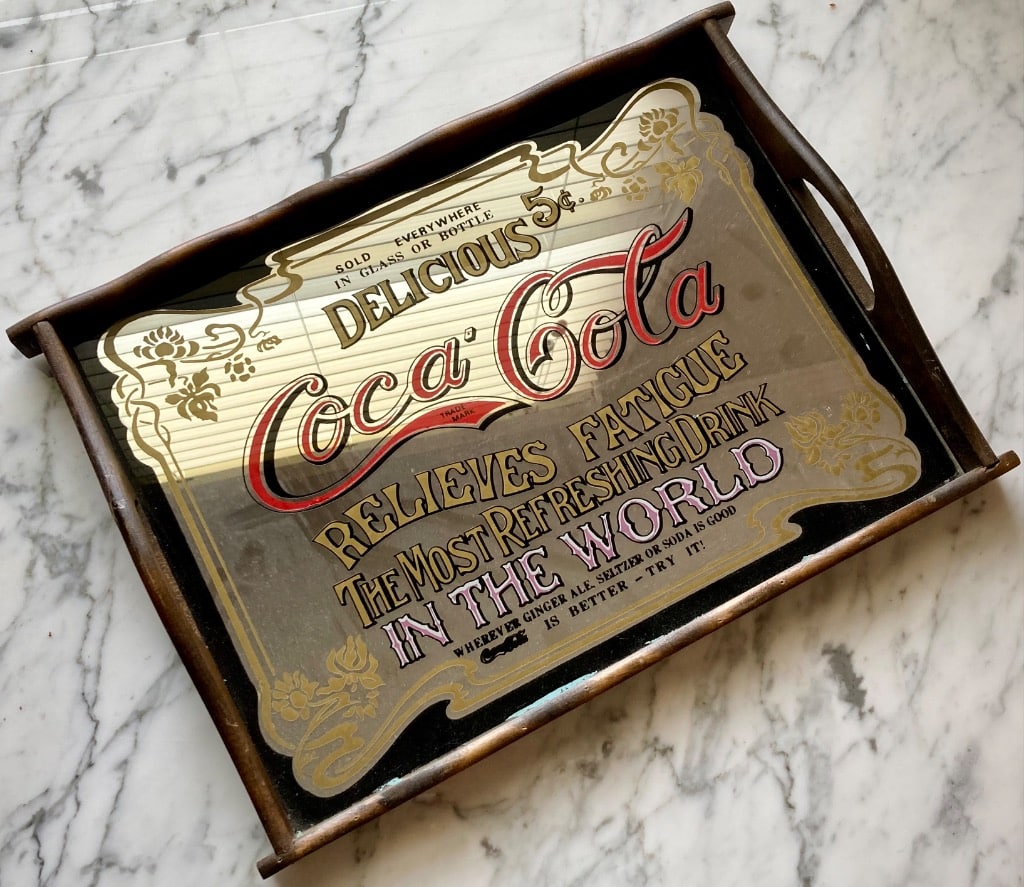 SOLD EVERYWHERE
IN GLASS OR BOTTLE
DELICIOUS 5¢.
Coca-Cola
TRADE
MARK
RELIEVES FATIGUE
THE MOST REFRESHING DRINK
IN THE WORLD
WHEREVER GINGER ALE, SELTZER OR SODA IS GOOD
IS BETTER - TRY IT!